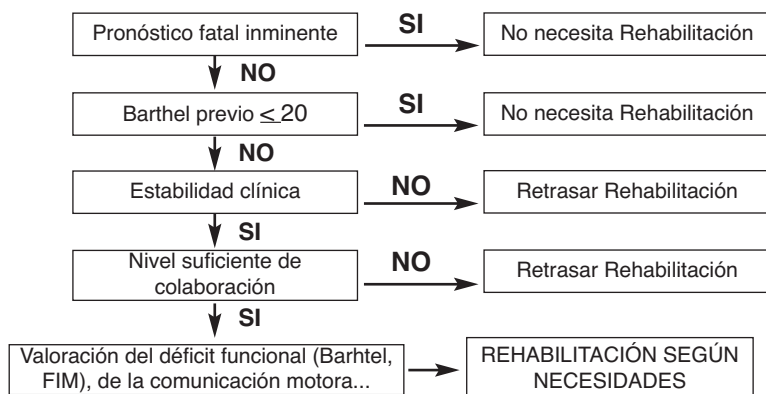 Pronóstico fatal inminente
SI
No necesita Rehabilitación
NO
Barthel previo ≤ 20
SI
No necesita Rehabilitación
NO
Estabilidad clínica
NO
Retrasar Rehabilitación
SI
Nivel suficiente de
colaboración
NO
Retrasar Rehabilitación
SI
Valoración del déficit funcional (Barhtel,
FIM), de la comunicación motora...
REHABILITACIÓN SEGÚN
NECESIDADES